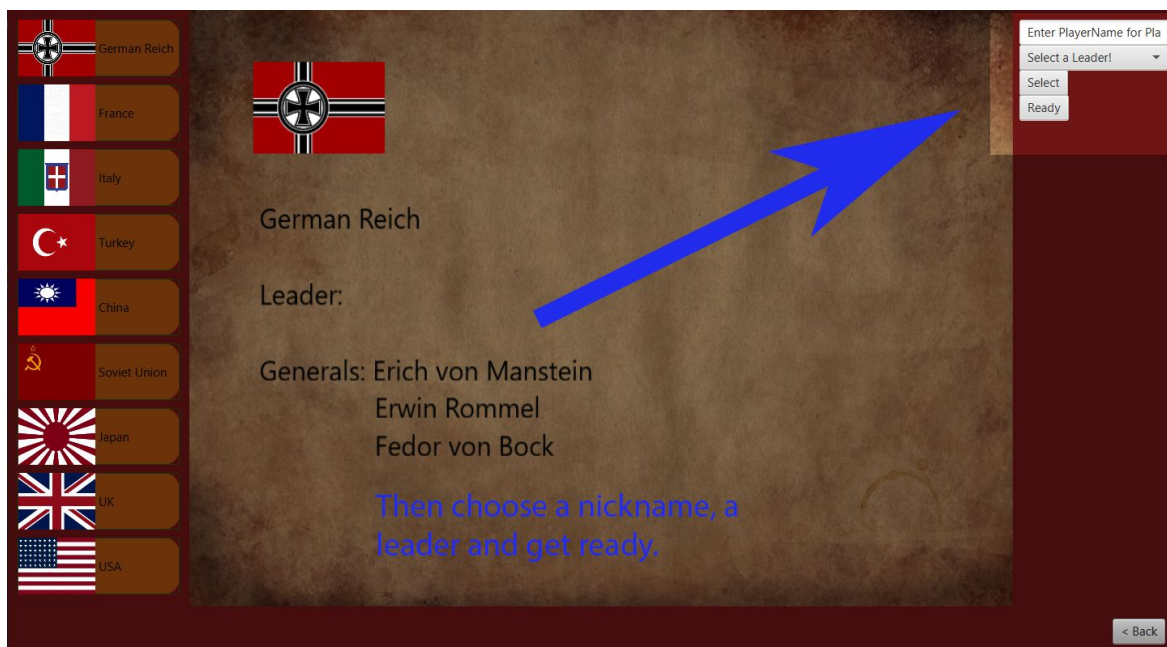 German Reich
France
Italy
Turkey
China
Soviet Union
Japan
UK
USA
German Reich
Leader:
Generals: Erich von Manstein
Erwin Rommel
Fedor von Bock
Then choose a nickname, a
leader and get ready.
Enter PlayerName for Pla
Select a Leader!
Select
Ready
< Back